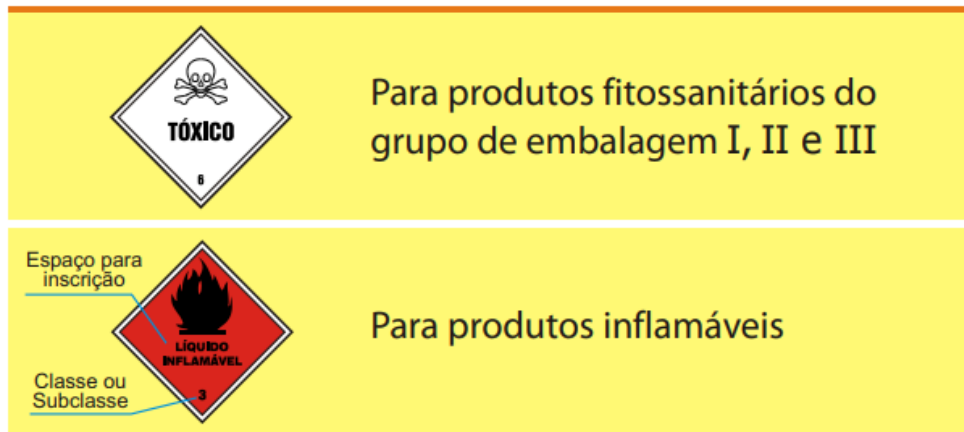 TÓXICO
6
Para produtos fitossanitários do
grupo de embalagem I, II e III
Espaço para
inscrição
LÍQUIDO
INFLAMÁVEL
3
Classe ou
Subclasse
Para produtos inflamáveis